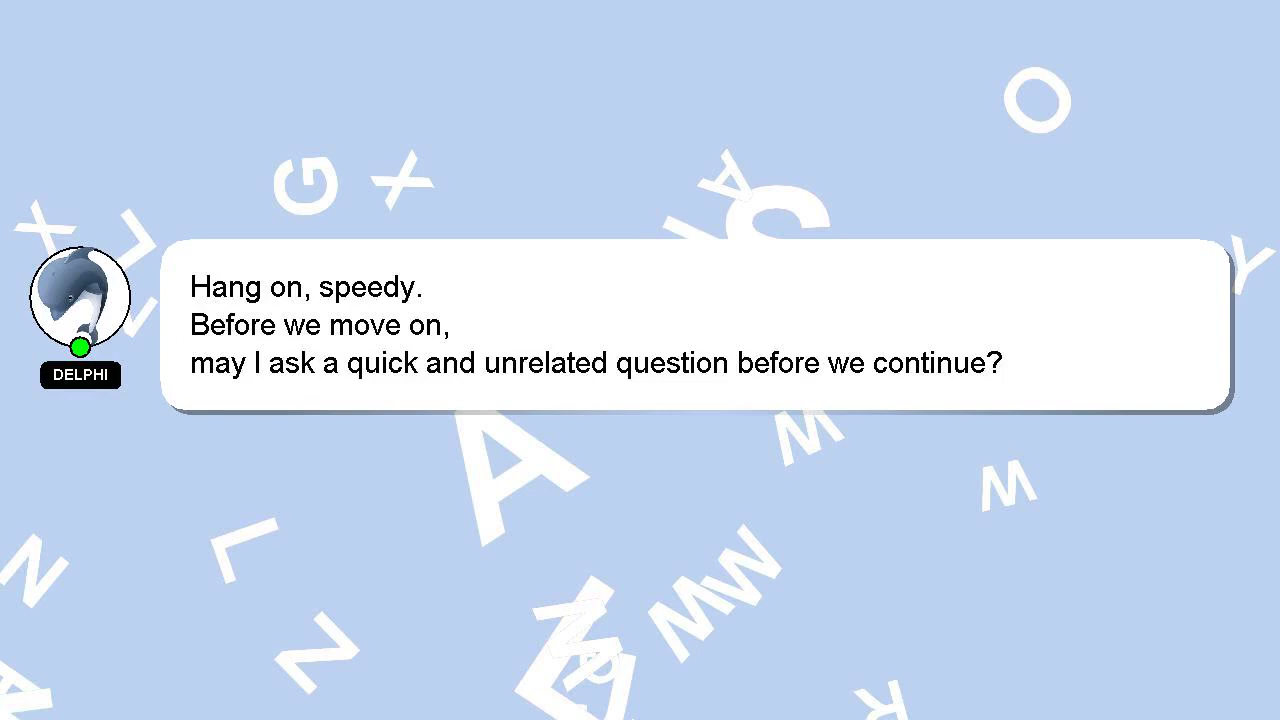 O
G
X
A
X
L
Y
Hang on, speedy.
Before we move on,
may I ask a quick and unrelated question before we continue?
DELPHI
A
W
W
L
N
W
W
Z
R